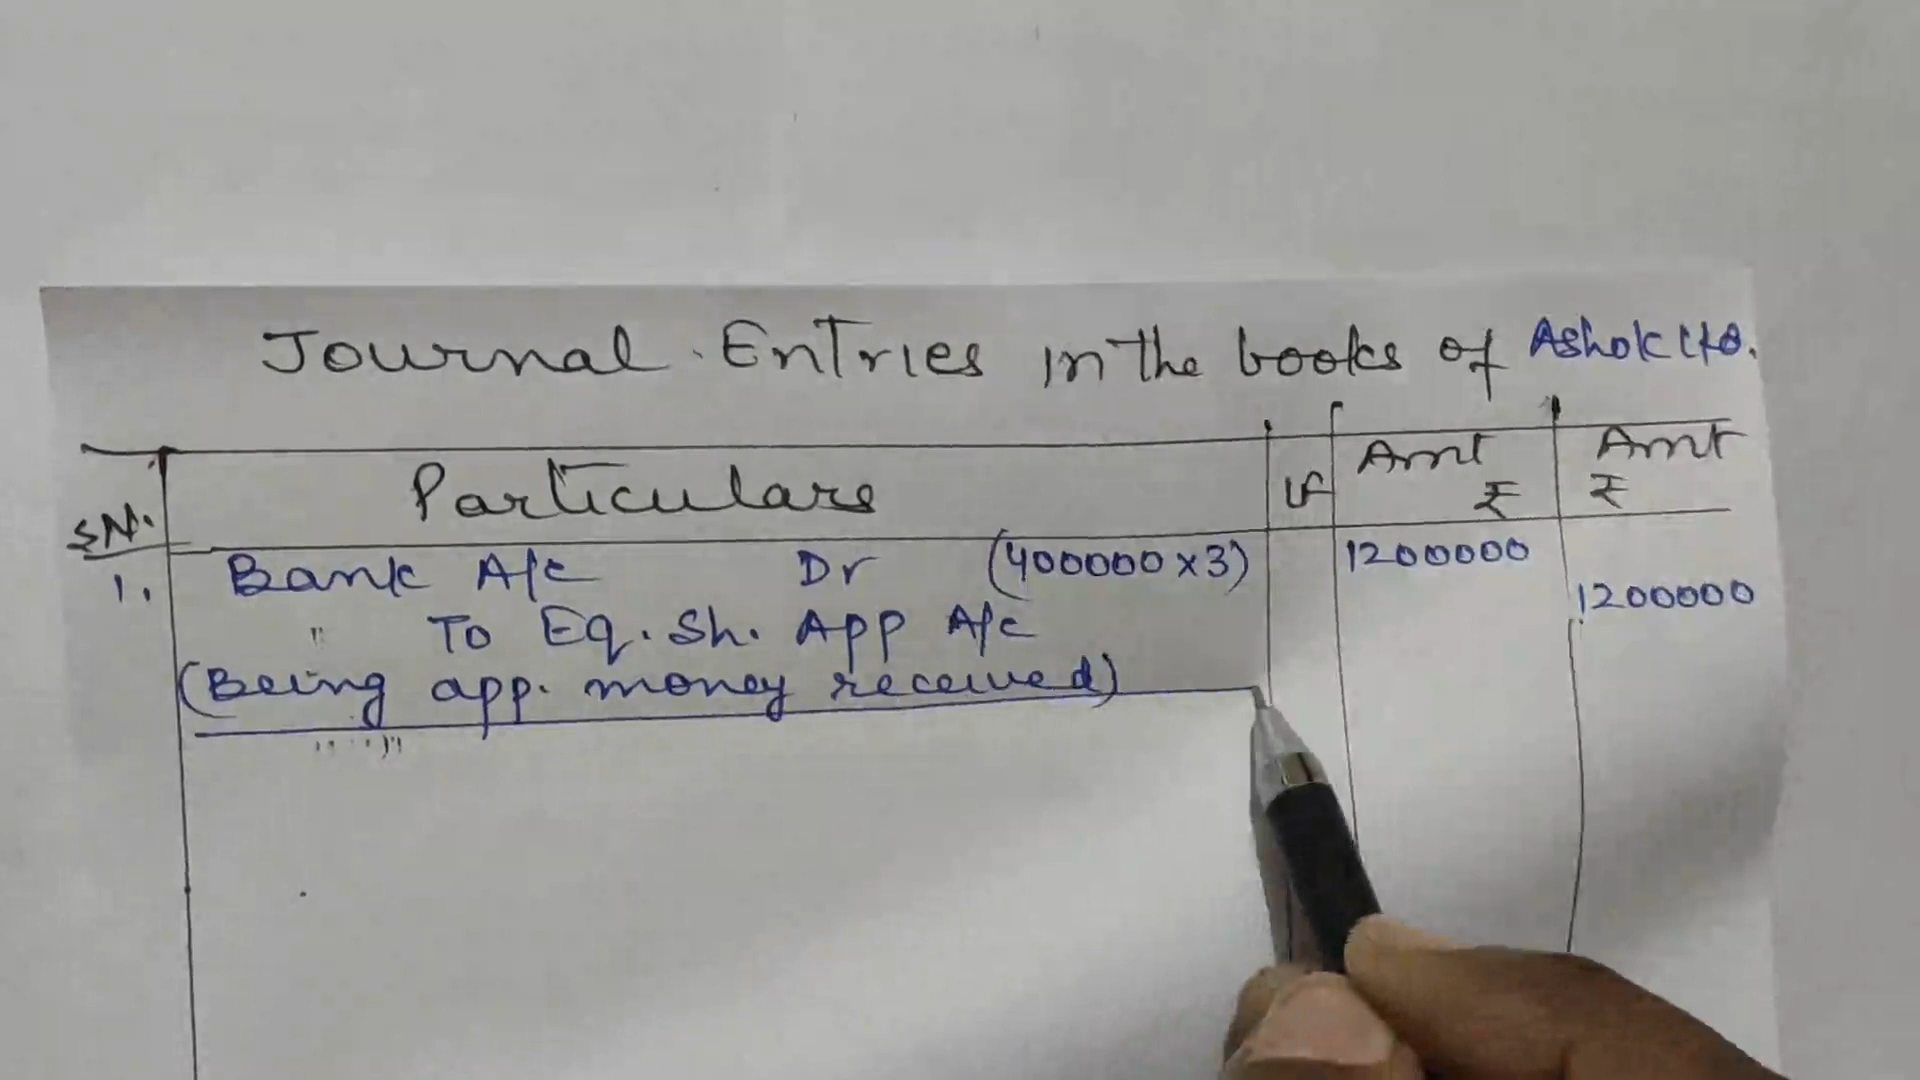 Journal Entries in the books of Ashok Ltd.
S.N. Particulars LF Amt ₹ Amt ₹
1. Bank A/c Dr (400000 x 3) 1200000
" To Eq. Sh. App A/c 1200000
(Being app. money received)